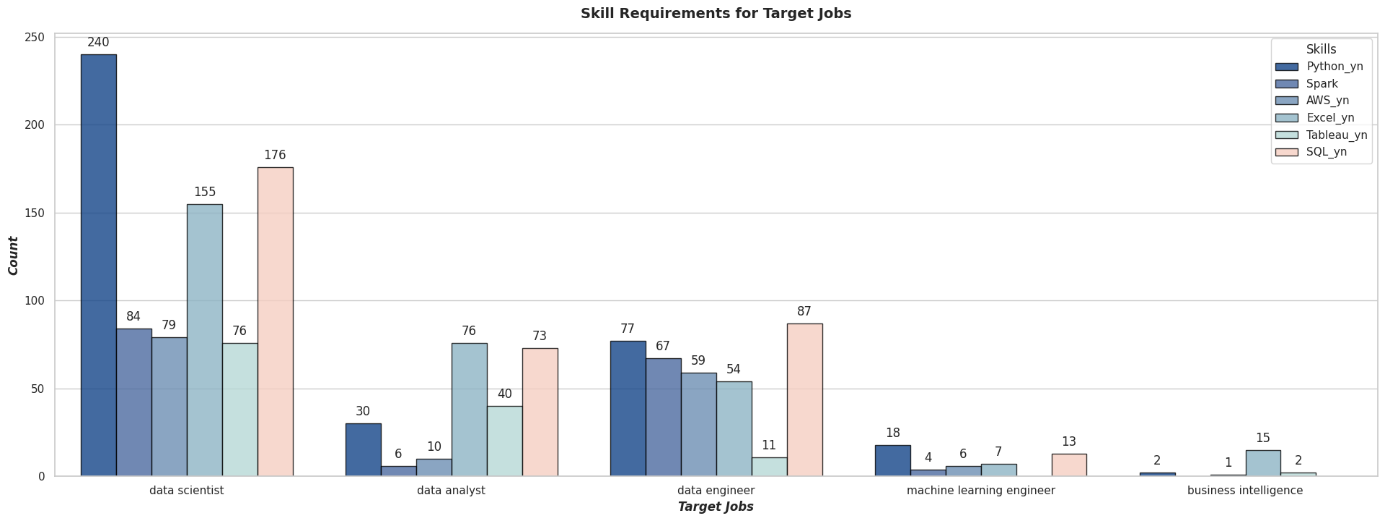 Skill Requirements for Target Jobs
250
200
150
100
50
0
Count
240
84
79
155
76
176
30
6
10
76
40
73
77
67
59
54
11
87
18
4
6
7
13
2
1
15
2
Skills
Python_yn
Spark
AWS_yn
Excel_yn
Tableau_yn
SQL_yn
data scientist
data analyst
data engineer
machine learning engineer
business intelligence
Target Jobs